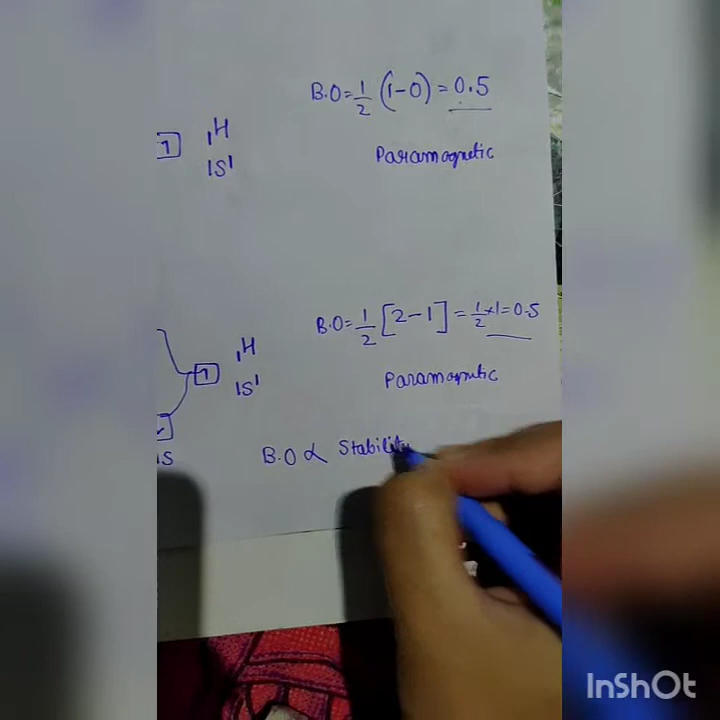 B.O = 1/2 (1-0) = 0.5
1
₁H
1S¹
Paramagnetic
B.O = 1/2 [2-1] = 1/2 × 1 = 0.5
1
₁H
1S¹
Paramagnetic
B.O ∝ Stability
1S
InShOt